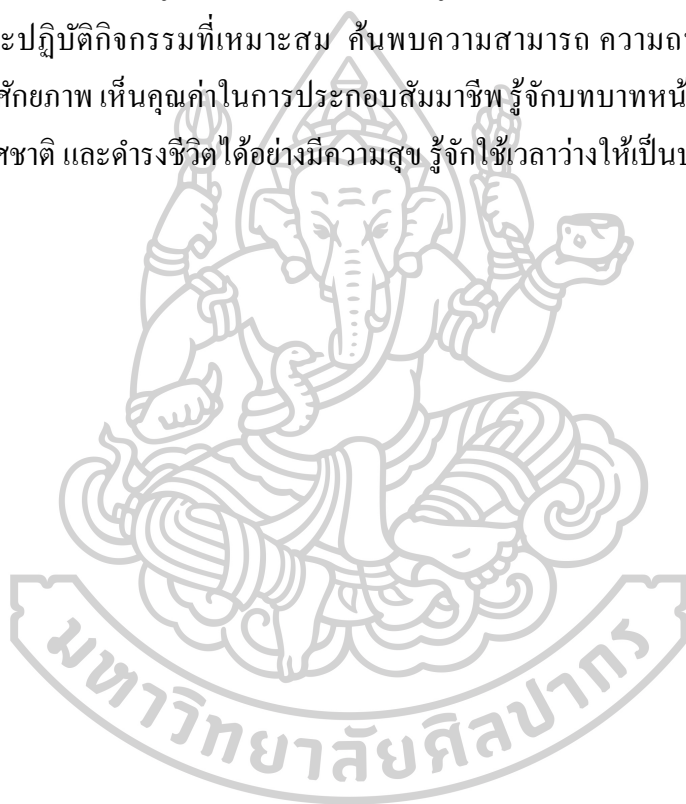 ะปฏิบัติกิจกรรมที่เหมาะสม ค้นพบความสามารถ
ศักยภาพ เห็นคุณค่าในการประกอบสัมมาชีพ รู้จักบทบาทหน้
ชาติ และดำรงชีวิตได้อย่างมีความสุข รู้จักใช้เวลาว่างให้เป็น
มหาวิทยาลัยศิลปากร